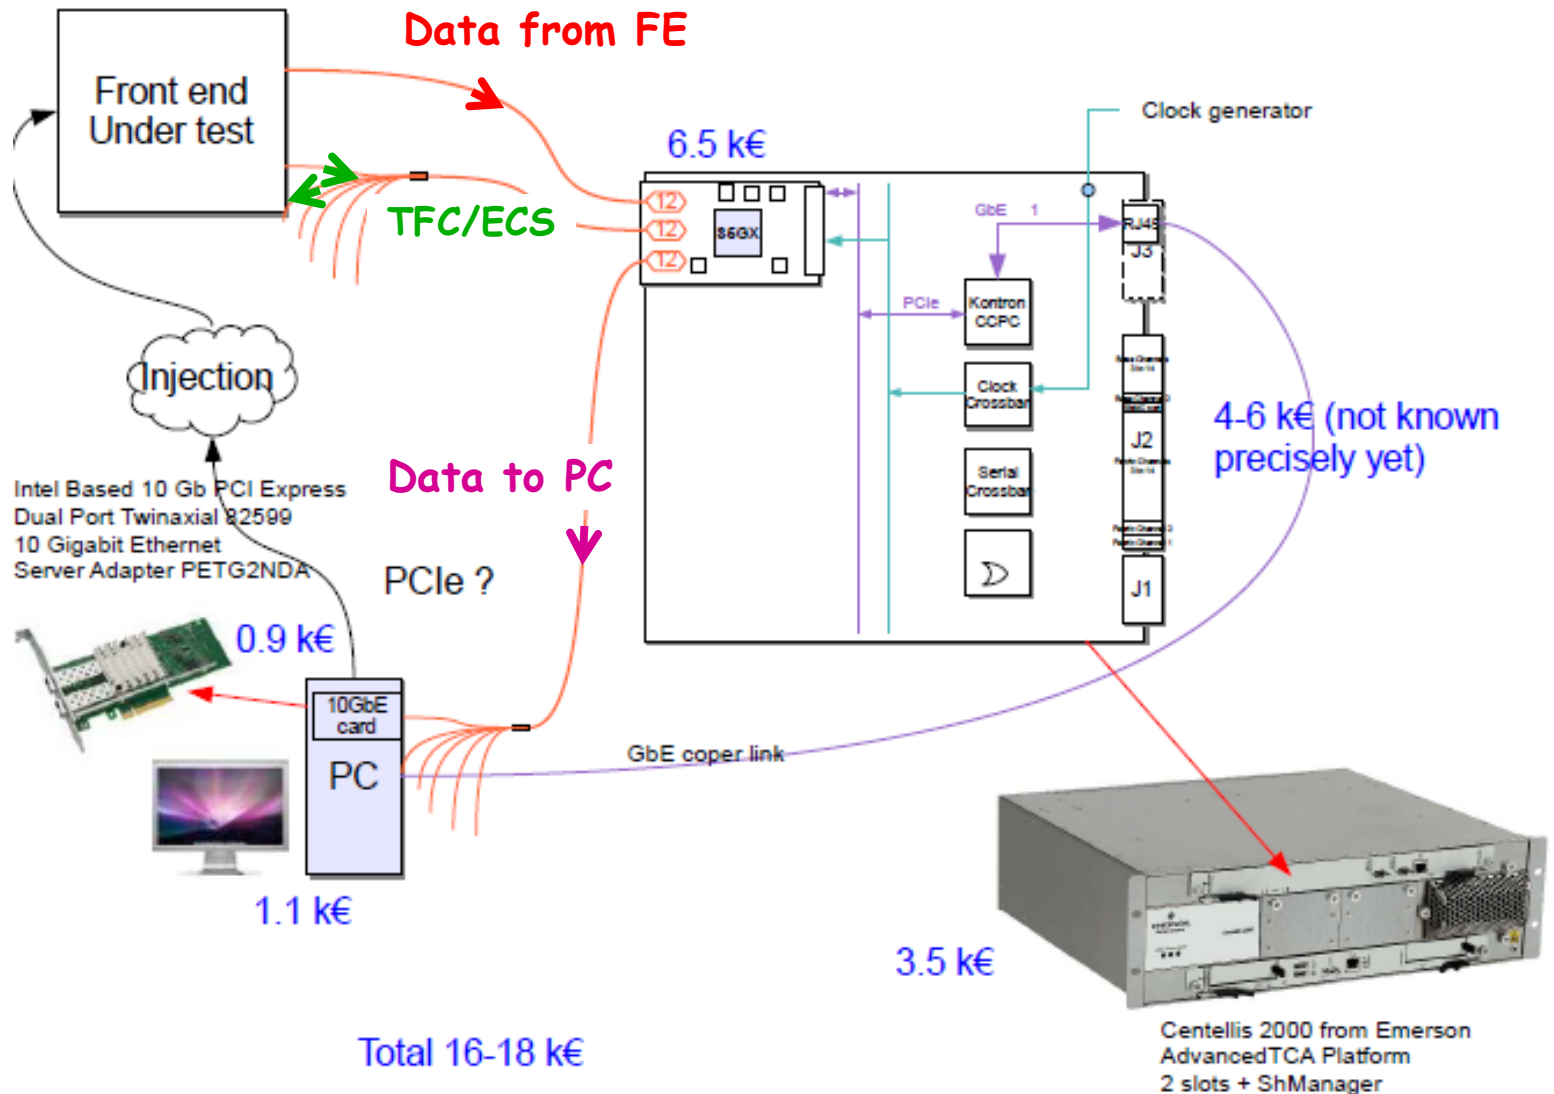 Data from FE
Front end
Under test
Clock generator
6.5 k€
12
12
12
S5GX
TFC/ECS
GbE 1
RJ45
J3
PCIe
Kontron
CCPC
Injection
Clock
Crossbar
4-6 k€ (not known
precisely yet)
J2
Data to PC
Serial
Crossbar
Intel Based 10 Gb PCI Express
Dual Port Twinaxial 82599
10 Gigabit Ethernet
Server Adapter PETG2NDA
PCIe ?
J1
0.9 k€
10GbE
card
PC
GbE coper link
1.1 k€
3.5 k€
Total 16-18 k€
Centellis 2000 from Emerson
AdvancedTCA Platform
2 slots + ShManager